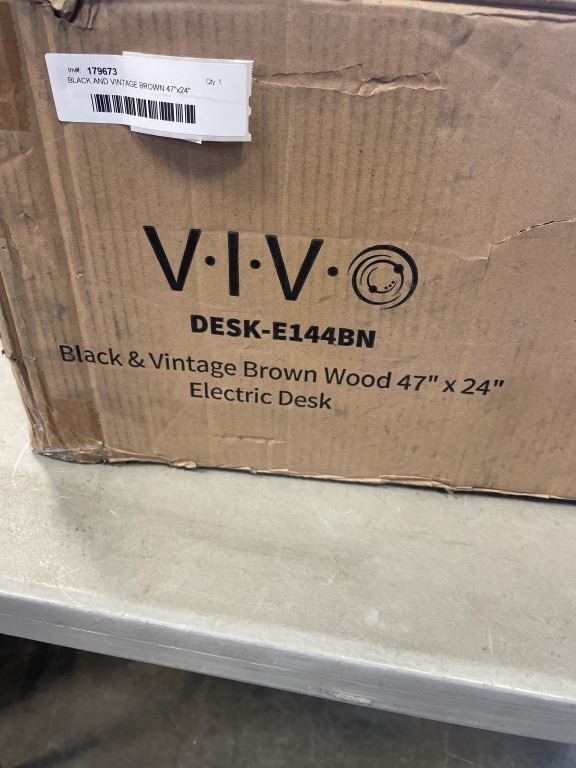 Inv#: 179673
BLACK AND VINTAGE BROWN 47"x24"
Qty 1
V·I·V·O
DESK-E144BN
Black & Vintage Brown Wood 47" x 24"
Electric Desk